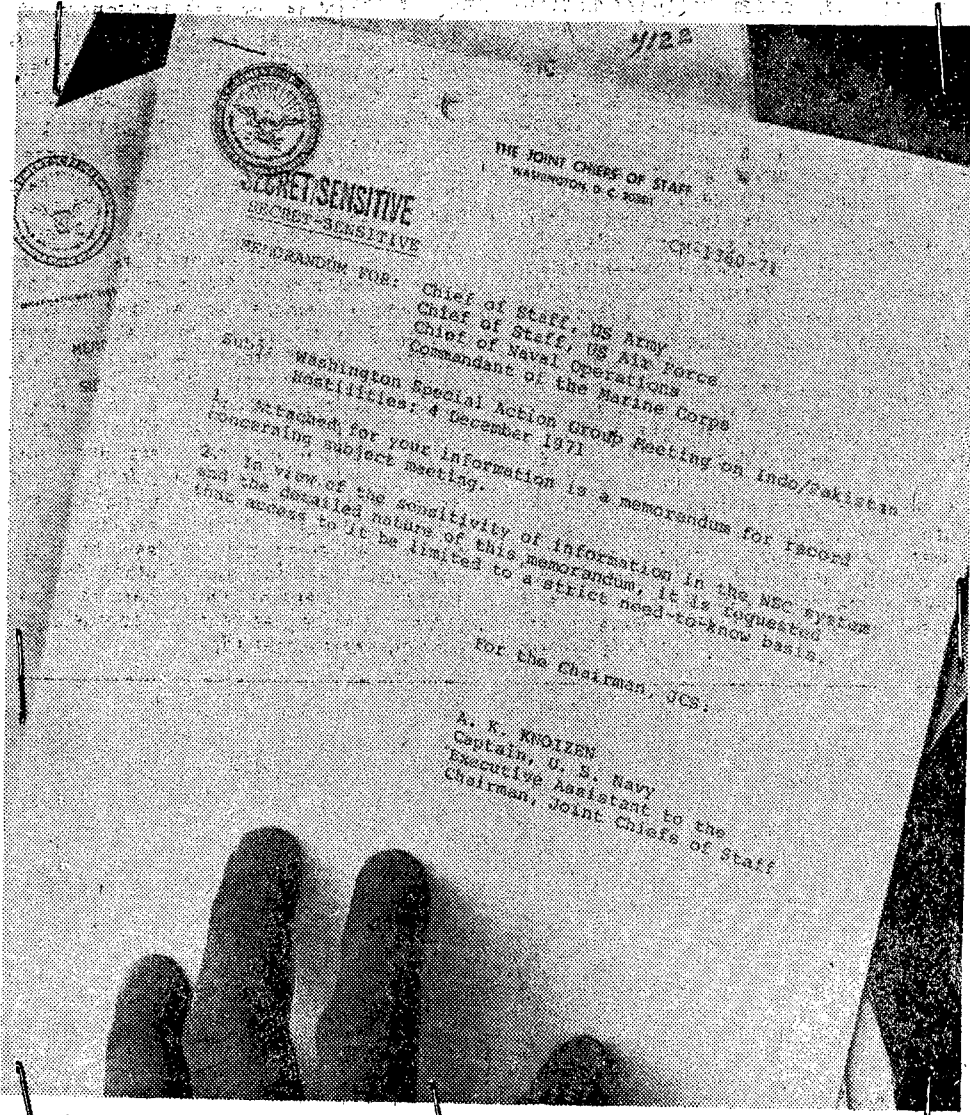 4128
THE JOINT CHIEFS OF STAFF
WASHINGTON, D. C. 20301
SECRET-SENSITIVE
SECRET-SENSITIVE
CM-1360-71
MEMORANDUM FOR: Chief of Staff, US Army
Chief of Staff, US Air Force
Chief of Naval Operations
Commandant of the Marine Corps
Subj: Washington Special Action Group Meeting on Indo/Pakistan
Hostilities; 4 December 1971
1. Attached for your information is a memorandum for record
concerning subject meeting.
2. In view of the sensitivity of information in the NSC system
and the detailed nature of this memorandum, it is requested
that access to it be limited to a strict need-to-know basis.
For the Chairman, JCS:
A. K. KNOIZEN
Captain, U. S. Navy
Executive Assistant to the
Chairman, Joint Chiefs of Staff